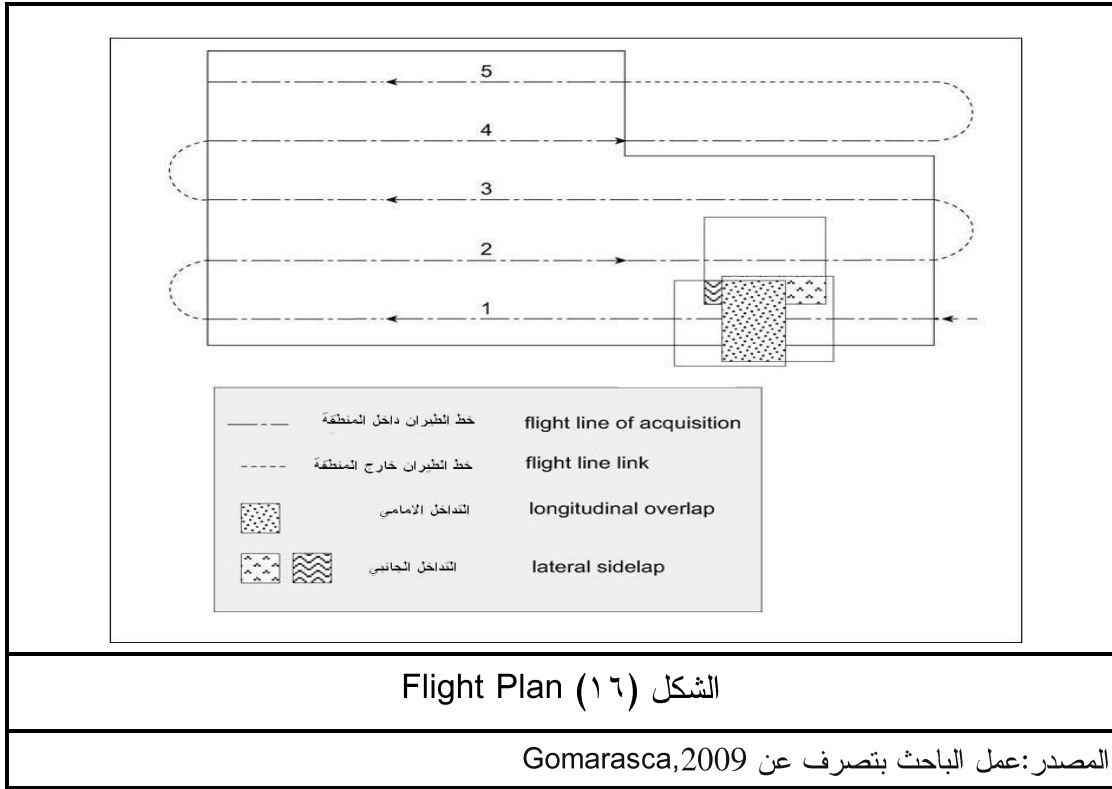 5
4
3
2
1
خط الطيران داخل المنطقة flight line of acquisition
خط الطيران خارج المنطقة flight line link
التداخل الامامي longitudinal overlap
التداخل الجانبي lateral sidelap
الشكل (١٦) Flight Plan
المصدر:عمل الباحث بتصرف عن Gomarasca,2009